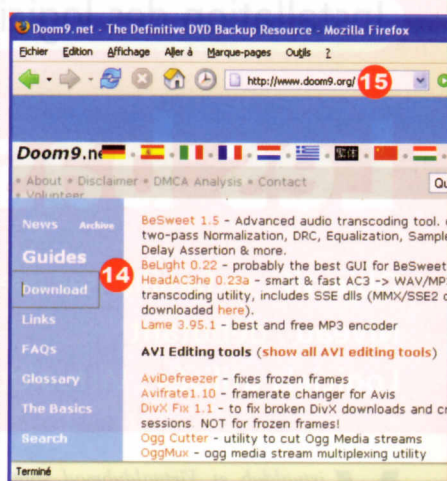 Doom9.net - The Definitive DVD Backup Resource - Mozilla Firefox
Fichier Edition Affichage Aller à Marque-pages Outils ?
http://www.doom9.org/ 15
Doom9.ne
• About • Disclaimer • DMCA Analysis • Contact
• Volunteer
News Archive
Guides
14
Download
Links
FAQs
Glossary
The Basics
Search
BeSweet 1.5 - Advanced audio transcoding tool.
two-pass Normalization, DRC, Equalization, Sample
Delay Assertion & more.
BeLight 0.22 - probably the best GUI for BeSweet
HeadAC3he 0.23a - smart & fast AC3 -> WAV/MP
transcoding utility, includes SSE dlls (MMX/SSE2
downloaded here).
Lame 3.95.1 - best and free MP3 encoder
AVI Editing tools (show all AVI editing tools)
AviDefreezer - fixes frozen frames
Avifrate1.10 - framerate changer for Avis
DivX Fix 1.1 - to fix broken DivX downloads and cr
sessions. NOT for frozen frames!
Ogg Cutter - utility to cut Ogg Media streams
OggMux - ogg media stream multiplexing utility
Terminé